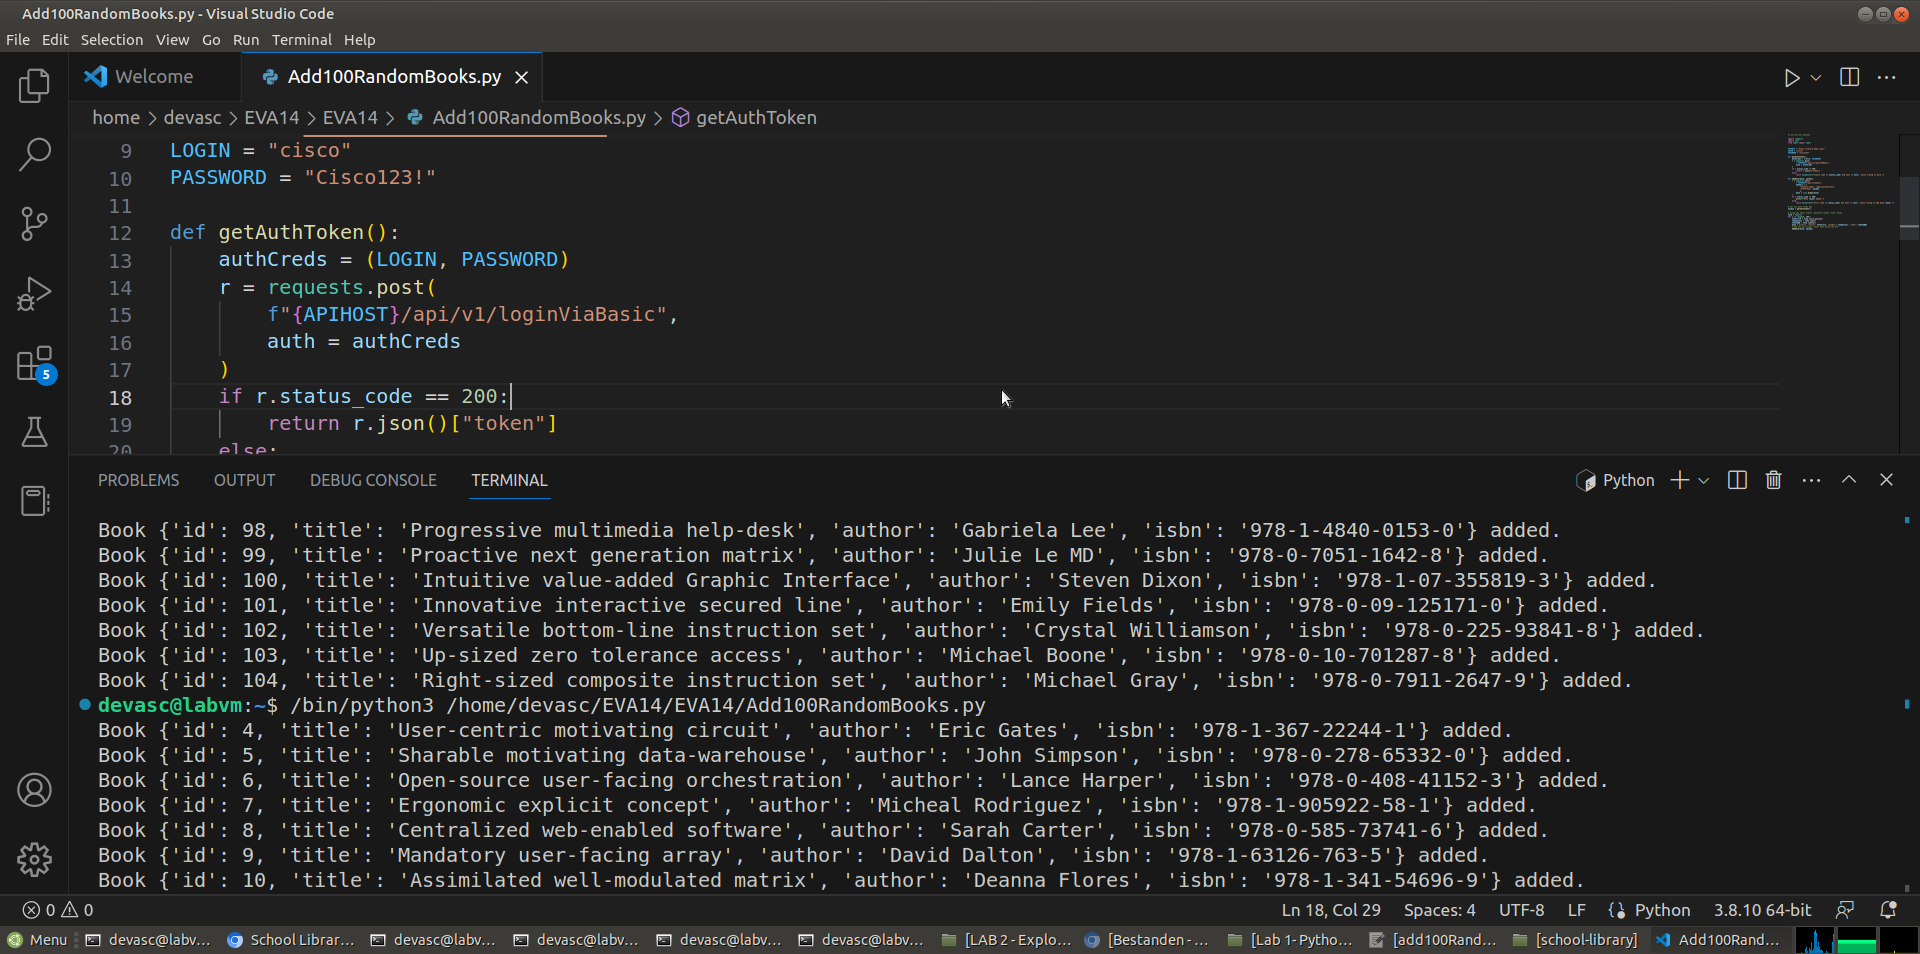 Add100RandomBooks.py - Visual Studio Code
File Edit Selection View Go Run Terminal Help
Welcome Add100RandomBooks.py
home > devasc > EVA14 > EVA14 > Add100RandomBooks.py > getAuthToken
9 LOGIN = "cisco"
10 PASSWORD = "Cisco123!"
11
12 def getAuthToken():
13 authCreds = (LOGIN, PASSWORD)
14 r = requests.post(
15 f"{APIHOST}/api/v1/loginViaBasic",
16 auth = authCreds
17 )
18 if r.status_code == 200:
19 return r.json()["token"]
20 else:
5
PROBLEMS OUTPUT DEBUG CONSOLE TERMINAL Python
Book {'id': 98, 'title': 'Progressive multimedia help-desk', 'author': 'Gabriela Lee', 'isbn': '978-1-4840-0153-0'} added.
Book {'id': 99, 'title': 'Proactive next generation matrix', 'author': 'Julie Le MD', 'isbn': '978-0-7051-1642-8'} added.
Book {'id': 100, 'title': 'Intuitive value-added Graphic Interface', 'author': 'Steven Dixon', 'isbn': '978-1-07-355819-3'} added.
Book {'id': 101, 'title': 'Innovative interactive secured line', 'author': 'Emily Fields', 'isbn': '978-0-09-125171-0'} added.
Book {'id': 102, 'title': 'Versatile bottom-line instruction set', 'author': 'Crystal Williamson', 'isbn': '978-0-225-93841-8'} added.
Book {'id': 103, 'title': 'Up-sized zero tolerance access', 'author': 'Michael Boone', 'isbn': '978-0-10-701287-8'} added.
Book {'id': 104, 'title': 'Right-sized composite instruction set', 'author': 'Michael Gray', 'isbn': '978-0-7911-2647-9'} added.
devasc@labvm:~$ /bin/python3 /home/devasc/EVA14/EVA14/Add100RandomBooks.py
Book {'id': 4, 'title': 'User-centric motivating circuit', 'author': 'Eric Gates', 'isbn': '978-1-367-22244-1'} added.
Book {'id': 5, 'title': 'Sharable motivating data-warehouse', 'author': 'John Simpson', 'isbn': '978-0-278-65332-0'} added.
Book {'id': 6, 'title': 'Open-source user-facing orchestration', 'author': 'Lance Harper', 'isbn': '978-0-408-41152-3'} added.
Book {'id': 7, 'title': 'Ergonomic explicit concept', 'author': 'Micheal Rodriguez', 'isbn': '978-1-905922-58-1'} added.
Book {'id': 8, 'title': 'Centralized web-enabled software', 'author': 'Sarah Carter', 'isbn': '978-0-585-73741-6'} added.
Book {'id': 9, 'title': 'Mandatory user-facing array', 'author': 'David Dalton', 'isbn': '978-1-63126-763-5'} added.
Book {'id': 10, 'title': 'Assimilated well-modulated matrix', 'author': 'Deanna Flores', 'isbn': '978-1-341-54696-9'} added.
0 0 Ln 18, Col 29 Spaces: 4 UTF-8 LF Python 3.8.10 64-bit
Menu devasc@labv... School Librar... devasc@labv... devasc@labv... devasc@labv... devasc@labv... [LAB 2 - Explo... [Bestanden -... [Lab 1- Pytho... [add100Rand... [school-library] Add100Rand...